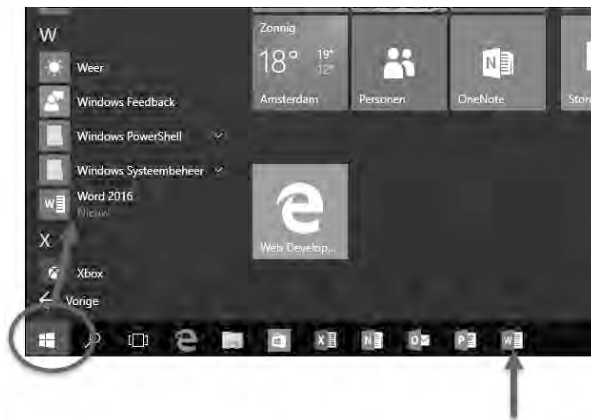 W
Weer
Windows Feedback
Windows PowerShell
Windows Systeembeheer
Word 2016
Nieuw
X
Xbox
Vorige
Zonnig
18° 19°
12°
Amsterdam
Personen
OneNote
Web Develop...